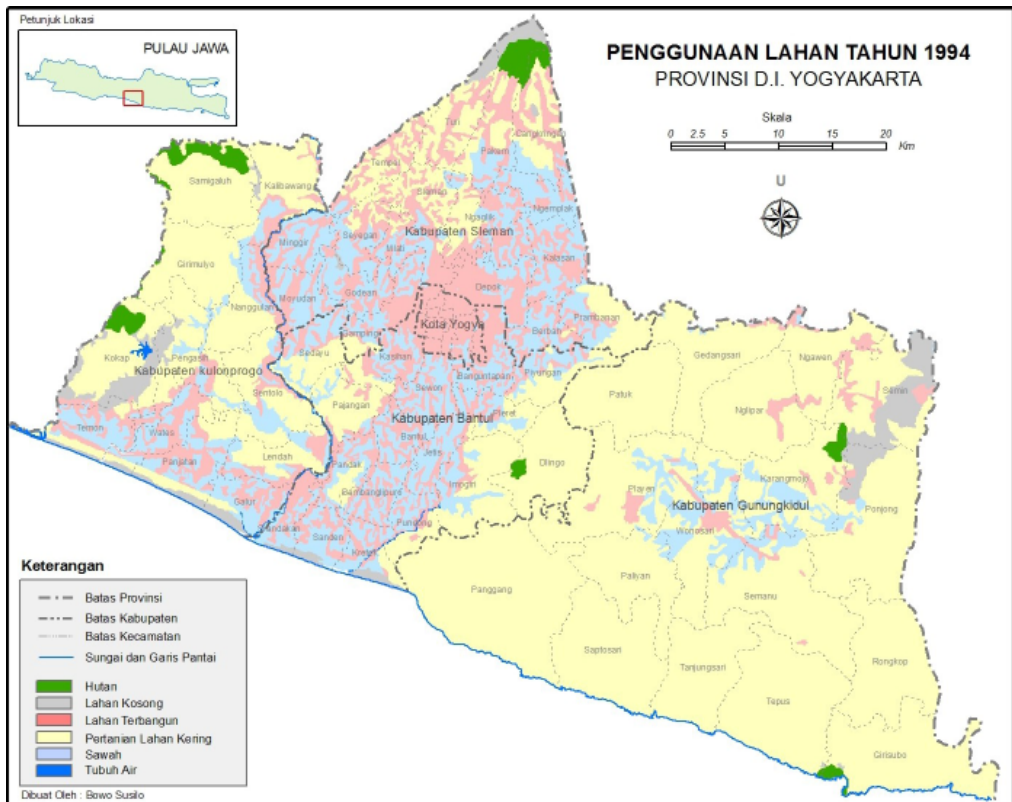 Petunjuk Lokasi
PULAU JAWA
PENGGUNAAN LAHAN TAHUN 1994
PROVINSI D.I. YOGYAKARTA
Skala
0 2.5 5 10 15 20
Km
U
Turi
Cangkringan
Pakem
Tempel
Sleman
Samigaluh
Kalibawang
Ngaglik
Ngemplak
Kabupaten Sleman
Seyegan
Minggir
Mlati
Kalasan
Girimulyo
Depok
Godean
Moyudan
Nanggulan
Kota Yogya
Prambanan
Berbah
Gamping
Kokap
Pengasih
Sedayu
Kasihan
Kabupaten kulonprogo
Banguntapan
Piyungan
Gedangsari
Ngawen
Semin
Sentolo
Sewon
Patuk
Nglipar
Pajangan
Kabupaten Bantul
Pleret
Temon
Wates
Bantul
Jetis
Panjatan
Lendah
Pandak
Dlingo
Imogiri
Karangmojo
Playen
Bambanglipuro
Kabupaten Gunungkidul
Ponjong
Galur
Pundong
Wonosari
Srandakan
Sanden
Kretek
Paliyan
Panggang
Semanu
Saptosari
Tanjungsari
Rongkop
Tepus
Girisubo
Keterangan
Batas Provinsi
Batas Kabupaten
Batas Kecamatan
Sungai dan Garis Pantai
Hutan
Lahan Kosong
Lahan Terbangun
Pertanian Lahan Kering
Sawah
Tubuh Air
Dibuat Oleh : Bowo Susilo